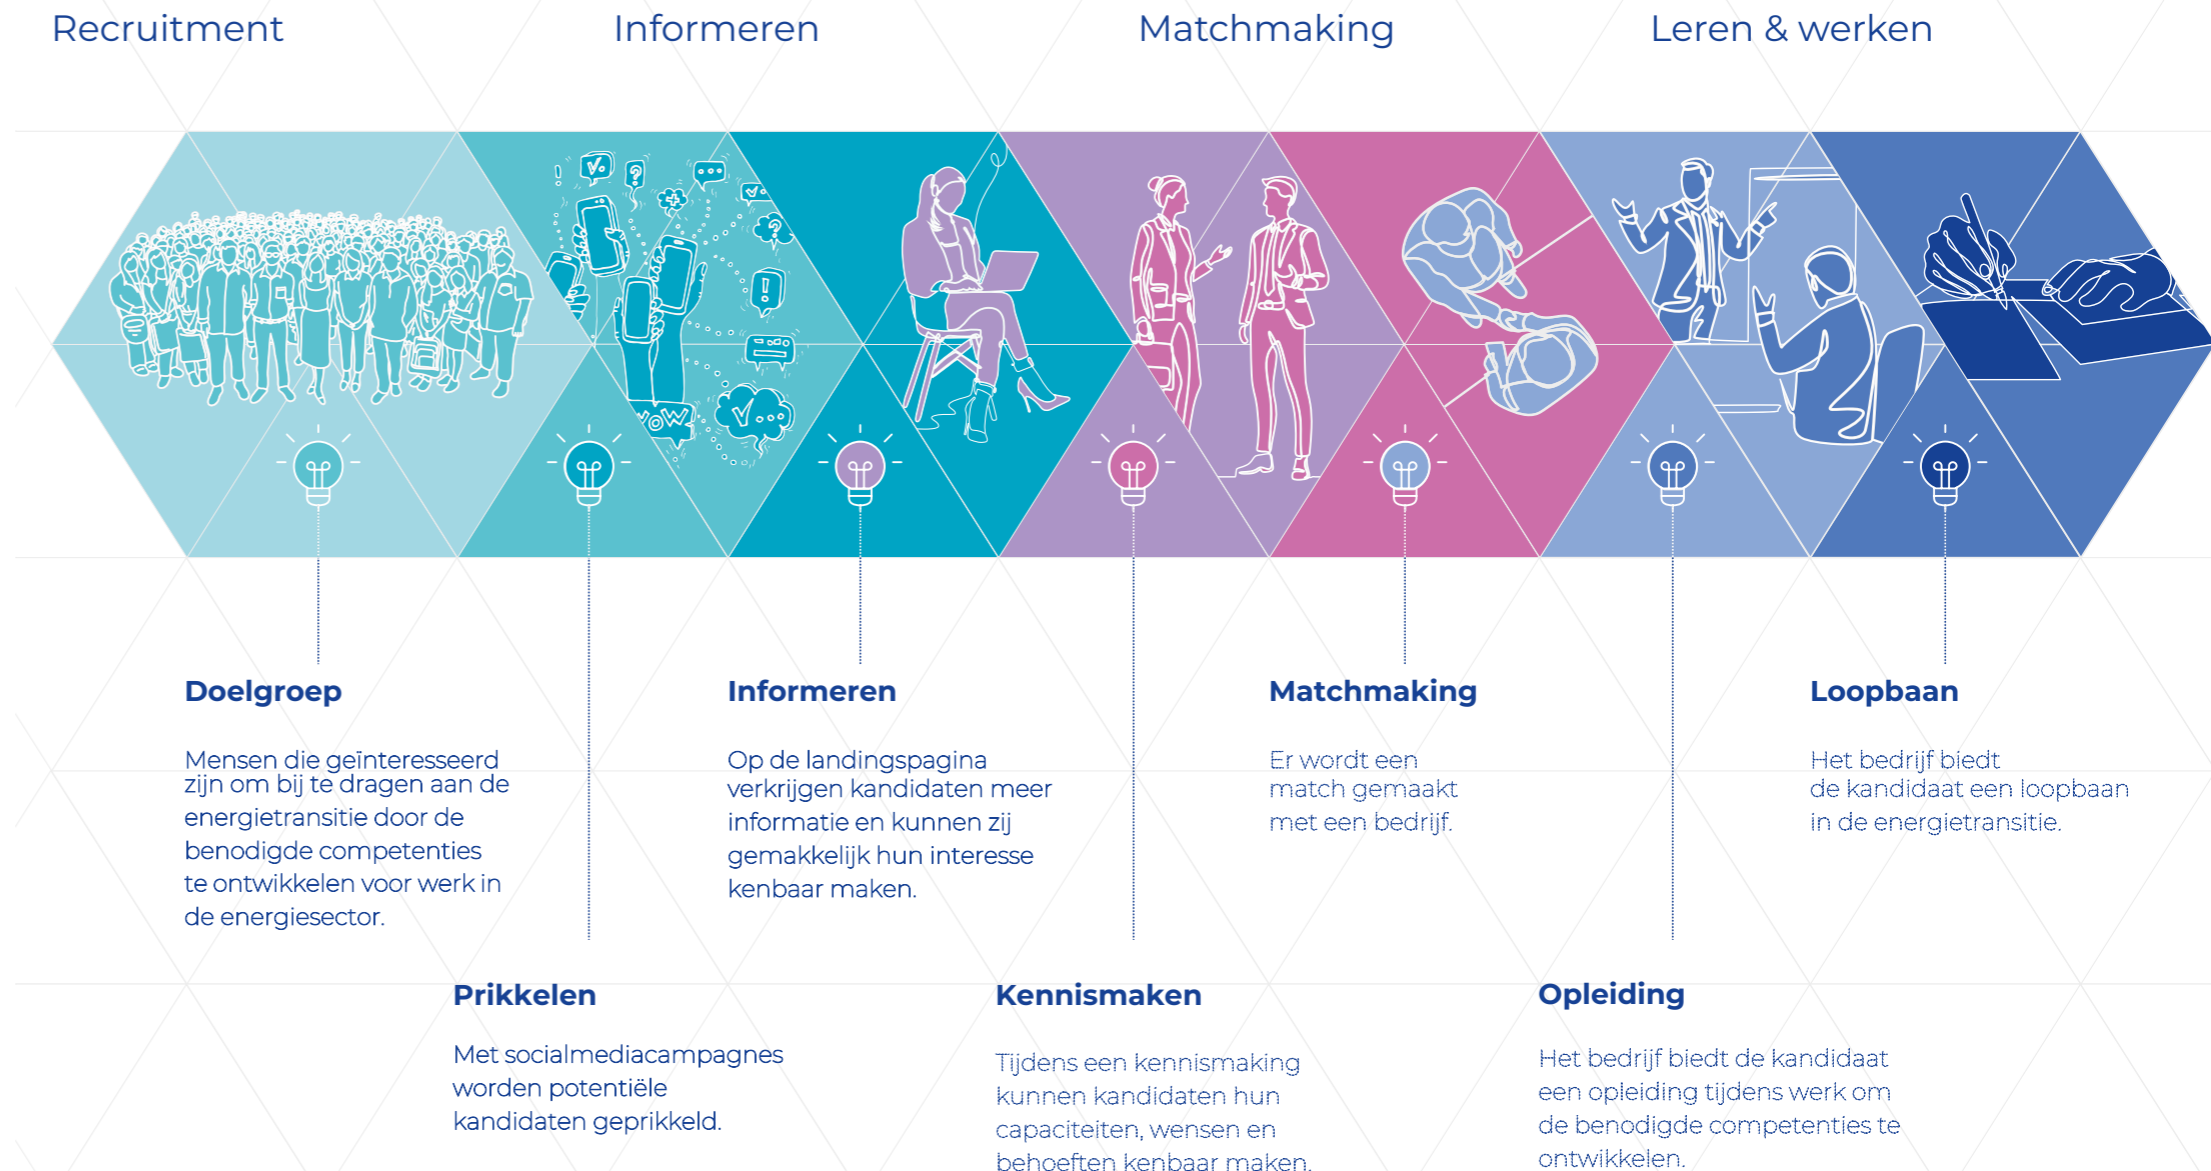 Recruitment
Informeren
Matchmaking
Leren & werken
WOW
Doelgroep
Mensen die geïnteresseerd
zijn om bij te dragen aan de
energietransitie door de
benodigde competenties
te ontwikkelen voor werk in
de energiesector.
Prikkelen
Met socialmediacampagnes
worden potentiële
kandidaten geprikkeld.
Informeren
Op de landingspagina
verkrijgen kandidaten meer
informatie en kunnen zij
gemakkelijk hun interesse
kenbaar maken.
Kennismaken
Tijdens een kennismaking
kunnen kandidaten hun
capaciteiten, wensen en
behoeften kenbaar maken.
Matchmaking
Er wordt een
match gemaakt
met een bedrijf.
Opleiding
Het bedrijf biedt de kandidaat
een opleiding tijdens werk om
de benodigde competenties te
ontwikkelen.
Loopbaan
Het bedrijf biedt
de kandidaat een loopbaan
in de energietransitie.